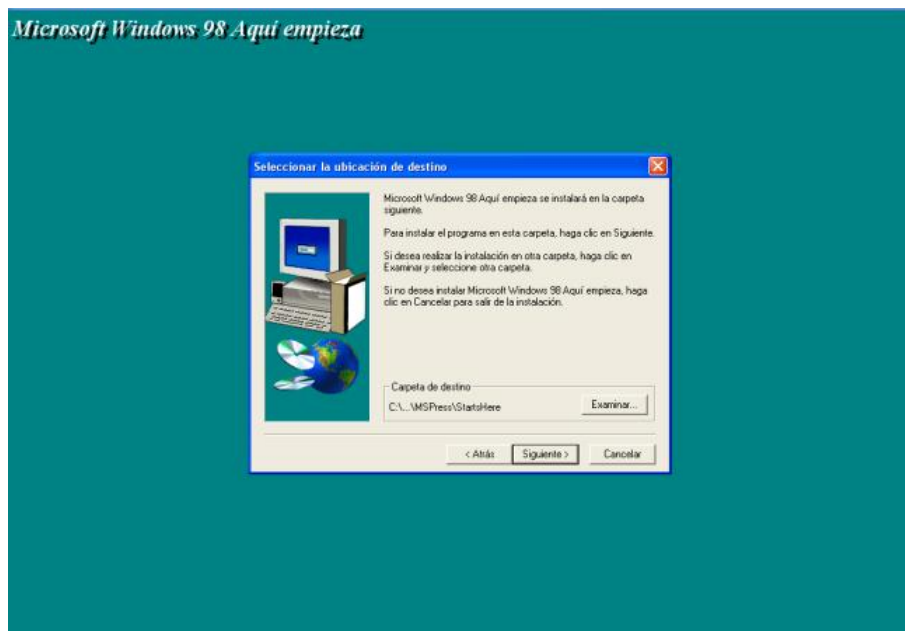 Microsoft Windows 98 Aquí empieza
Seleccionar la ubicación de destino
Microsoft Windows 98 Aquí empieza se instalará en la carpeta
siguiente.
Para instalar el programa en esta carpeta, haga clic en Siguiente.
Si desea realizar la instalación en otra carpeta, haga clic en
Examinar y seleccione otra carpeta.
Si no desea instalar Microsoft Windows 98 Aquí empieza, haga
clic en Cancelar para salir de la instalación.
Carpeta de destino
C:\...\MSPress\StartsHere
Examinar...
< Atrás
Siguiente >
Cancelar